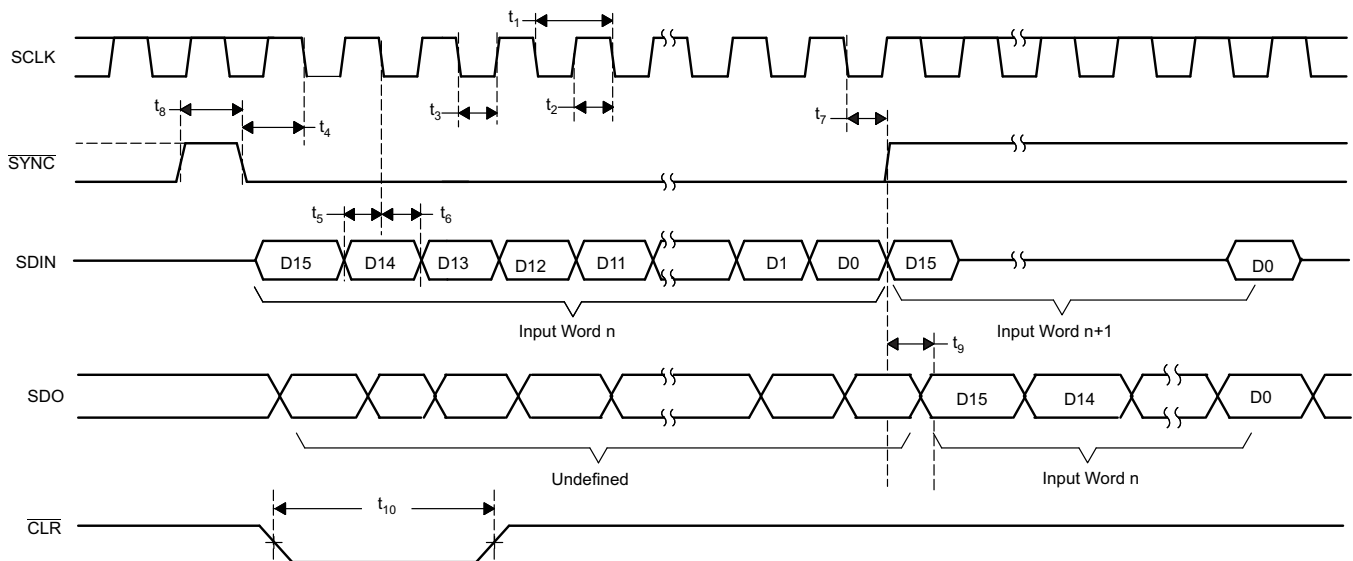 t1
SCLK
t8
t4
t3
t2
t7
SYNC
t5
t6
SDIN
D15
D14
D13
D12
D11
D1
D0
D15
D0
Input Word n
Input Word n+1
t9
SDO
D15
D14
D0
Undefined
Input Word n
t10
CLR